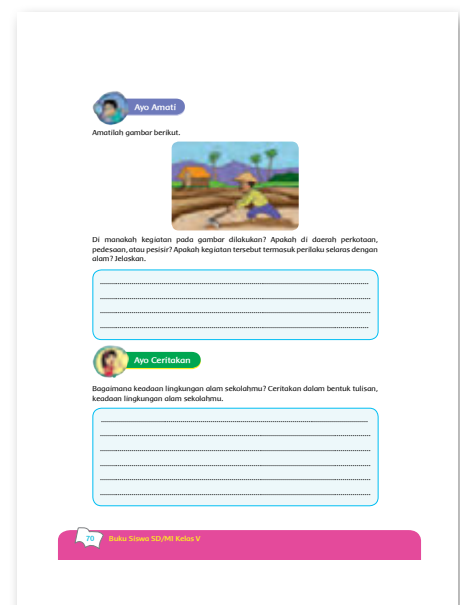 Ayo Amati
Amatilah gambar berikut.
Di manakah kegiatan pada gambar dilakukan? Apakah di daerah perkotaan,
pedesaan, atau pesisir? Apakah kegiatan tersebut termasuk perilaku selaras dengan
alam? Jelaskan.
Ayo Ceritakan
Bagaimana keadaan lingkungan alam sekolahmu? Ceritakan dalam bentuk tulisan,
keadaan lingkungan alam sekolahmu.
70
Buku Siswa SD/MI Kelas V